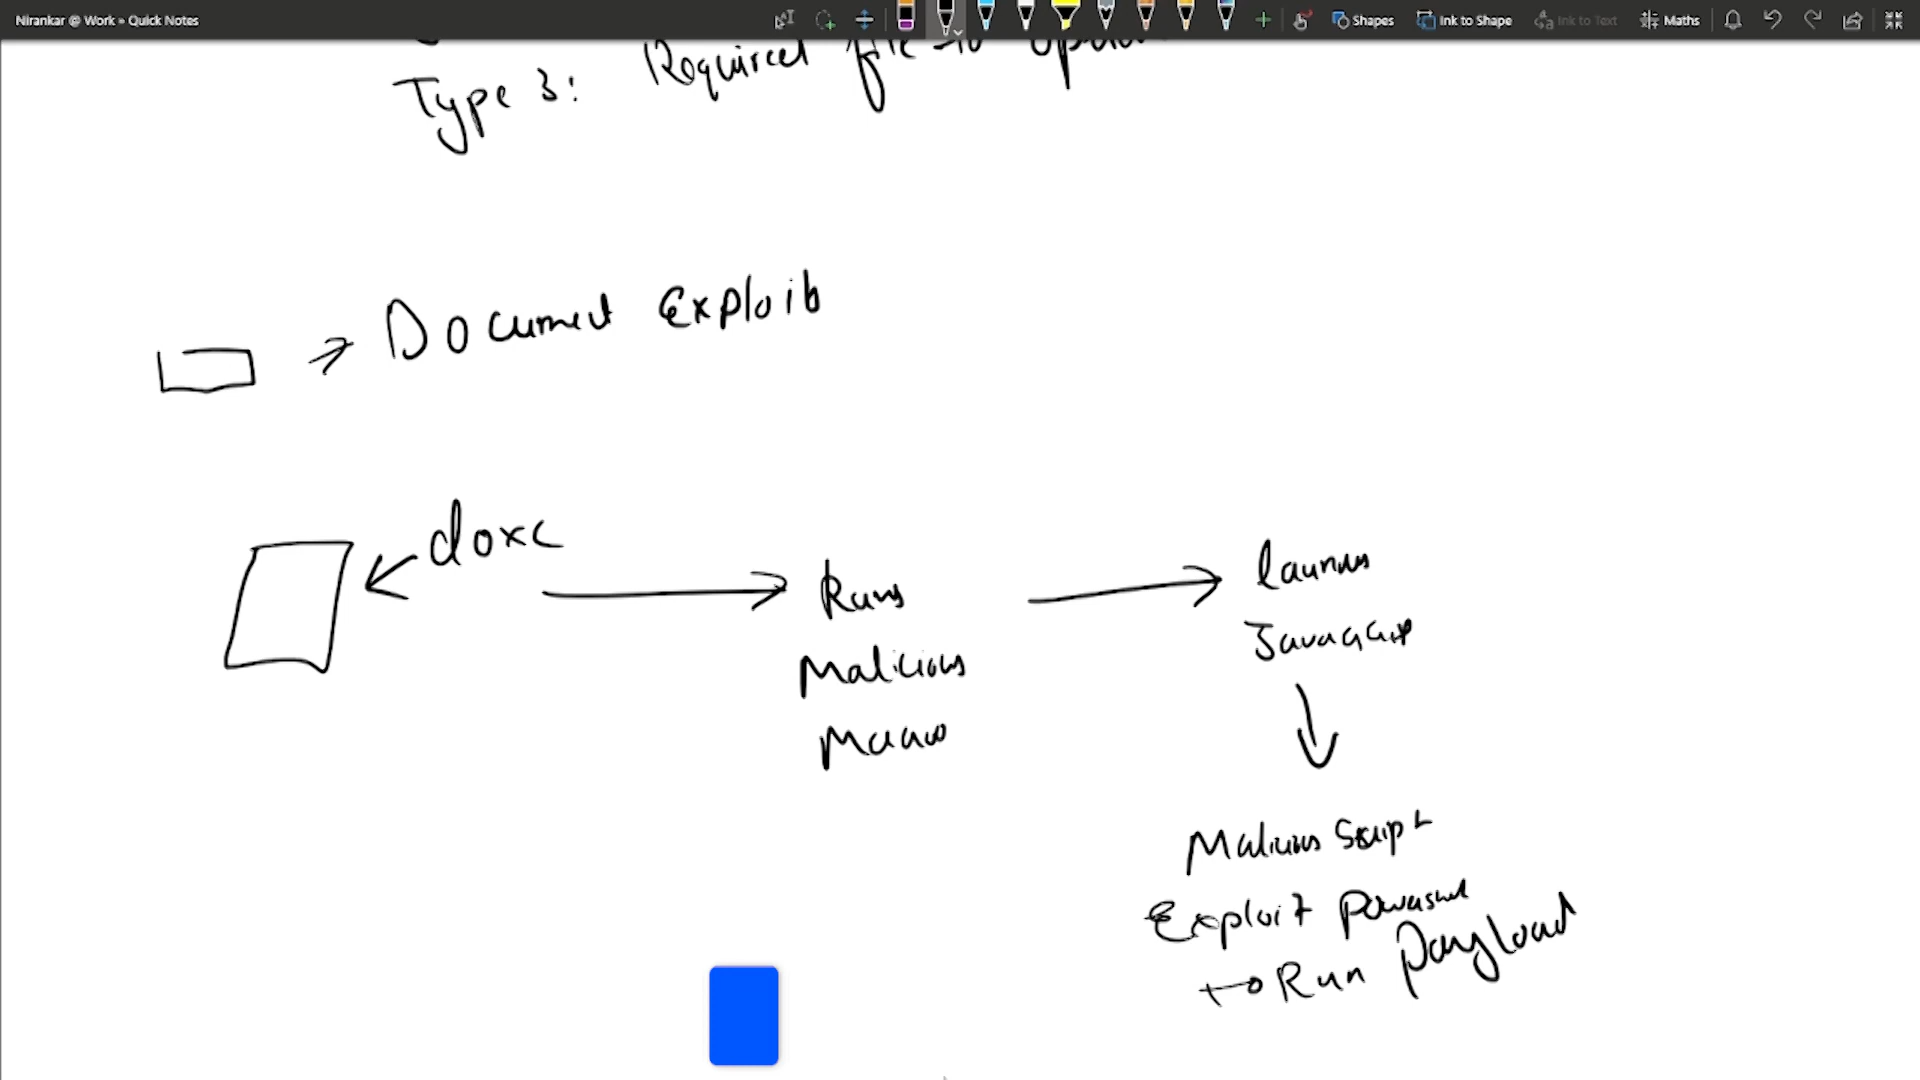 Nirankar @ Work » Quick Notes
Shapes
Ink to Shape
Ink to Text
Maths
Type 3: Required file to
Document Exploit
doxc
Runs
Malicious
Macro
launches
Javascript
Malicious Script
Exploit Powershell
to Run Payload